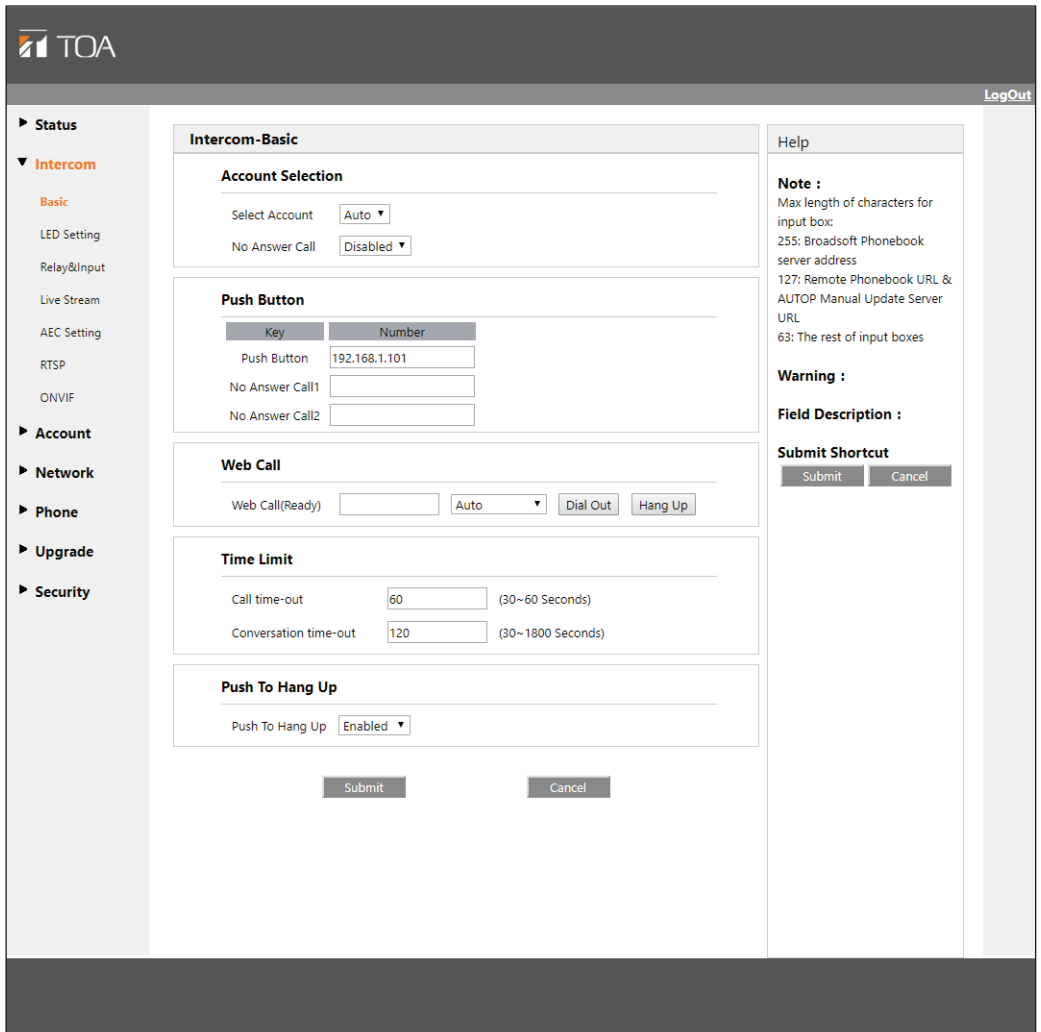 TOA
LogOut
Status
Intercom
Basic
LED Setting
Relay&Input
Live Stream
AEC Setting
RTSP
ONVIF
Account
Network
Phone
Upgrade
Security
Intercom-Basic
Account Selection
Select Account Auto
No Answer Call Disabled
Push Button
Key Number
Push Button 192.168.1.101
No Answer Call1
No Answer Call2
Web Call
Web Call(Ready) Auto Dial Out Hang Up
Time Limit
Call time-out 60 (30~60 Seconds)
Conversation time-out 120 (30~1800 Seconds)
Push To Hang Up
Push To Hang Up Enabled
Submit Cancel
Help
Note :
Max length of characters for
input box:
255: Broadsoft Phonebook
server address
127: Remote Phonebook URL &
AUTOP Manual Update Server
URL
63: The rest of input boxes
Warning :
Field Description :
Submit Shortcut
Submit Cancel